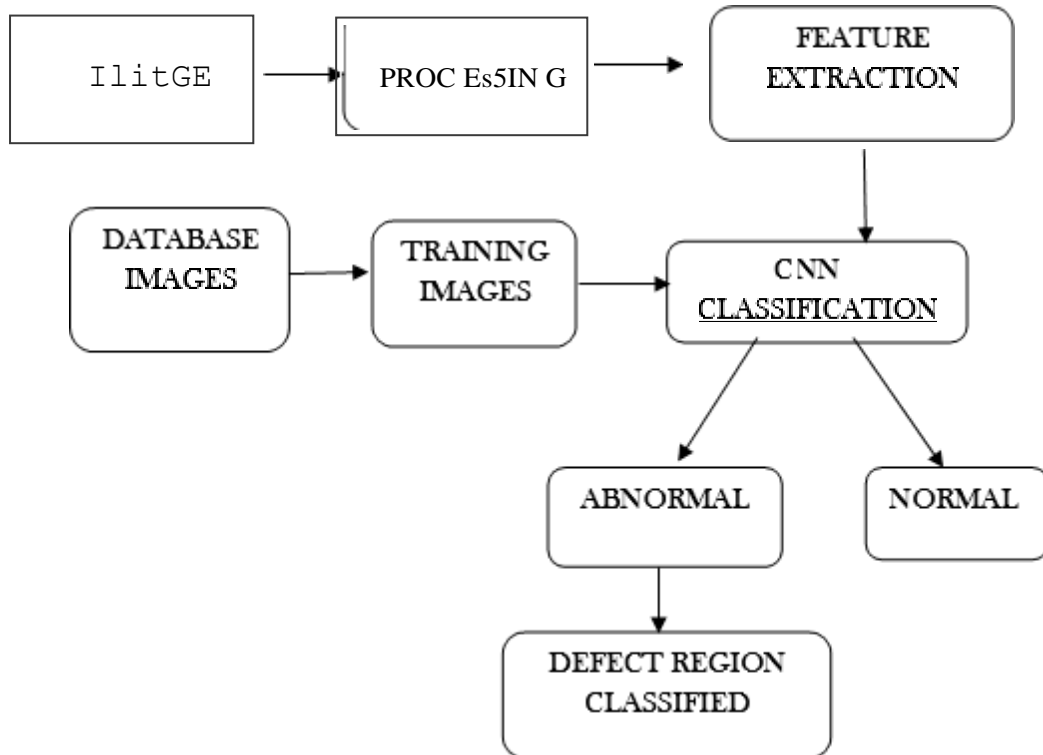 IlitGE
PROC Es5IN G
FEATURE
EXTRACTION
DATABASE
IMAGES
TRAINING
IMAGES
CNN
CLASSIFICATION
ABNORMAL
NORMAL
DEFECT REGION
CLASSIFIED